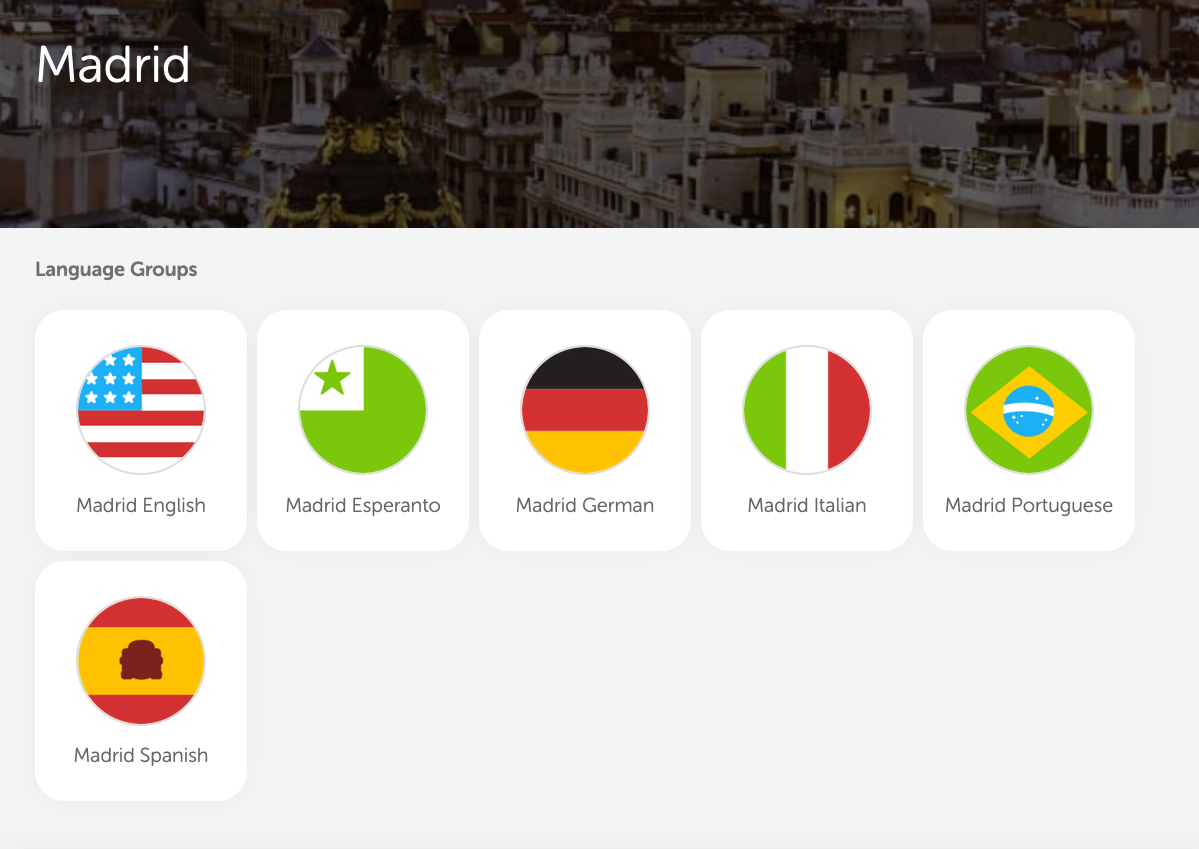 Madrid
Language Groups
Madrid English
Madrid Esperanto
Madrid German
Madrid Italian
Madrid Portuguese
Madrid Spanish